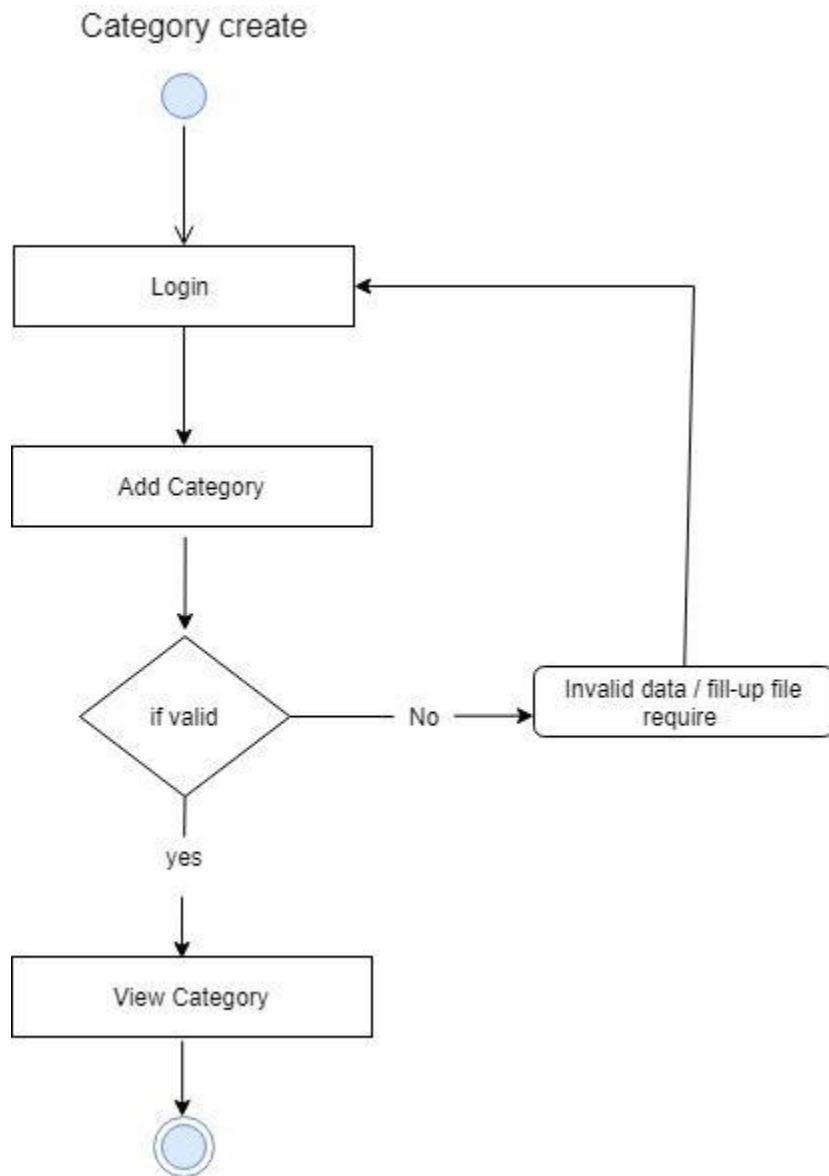 Category create
Login
Add Category
if valid
No
Invalid data / fill-up file
require
yes
View Category